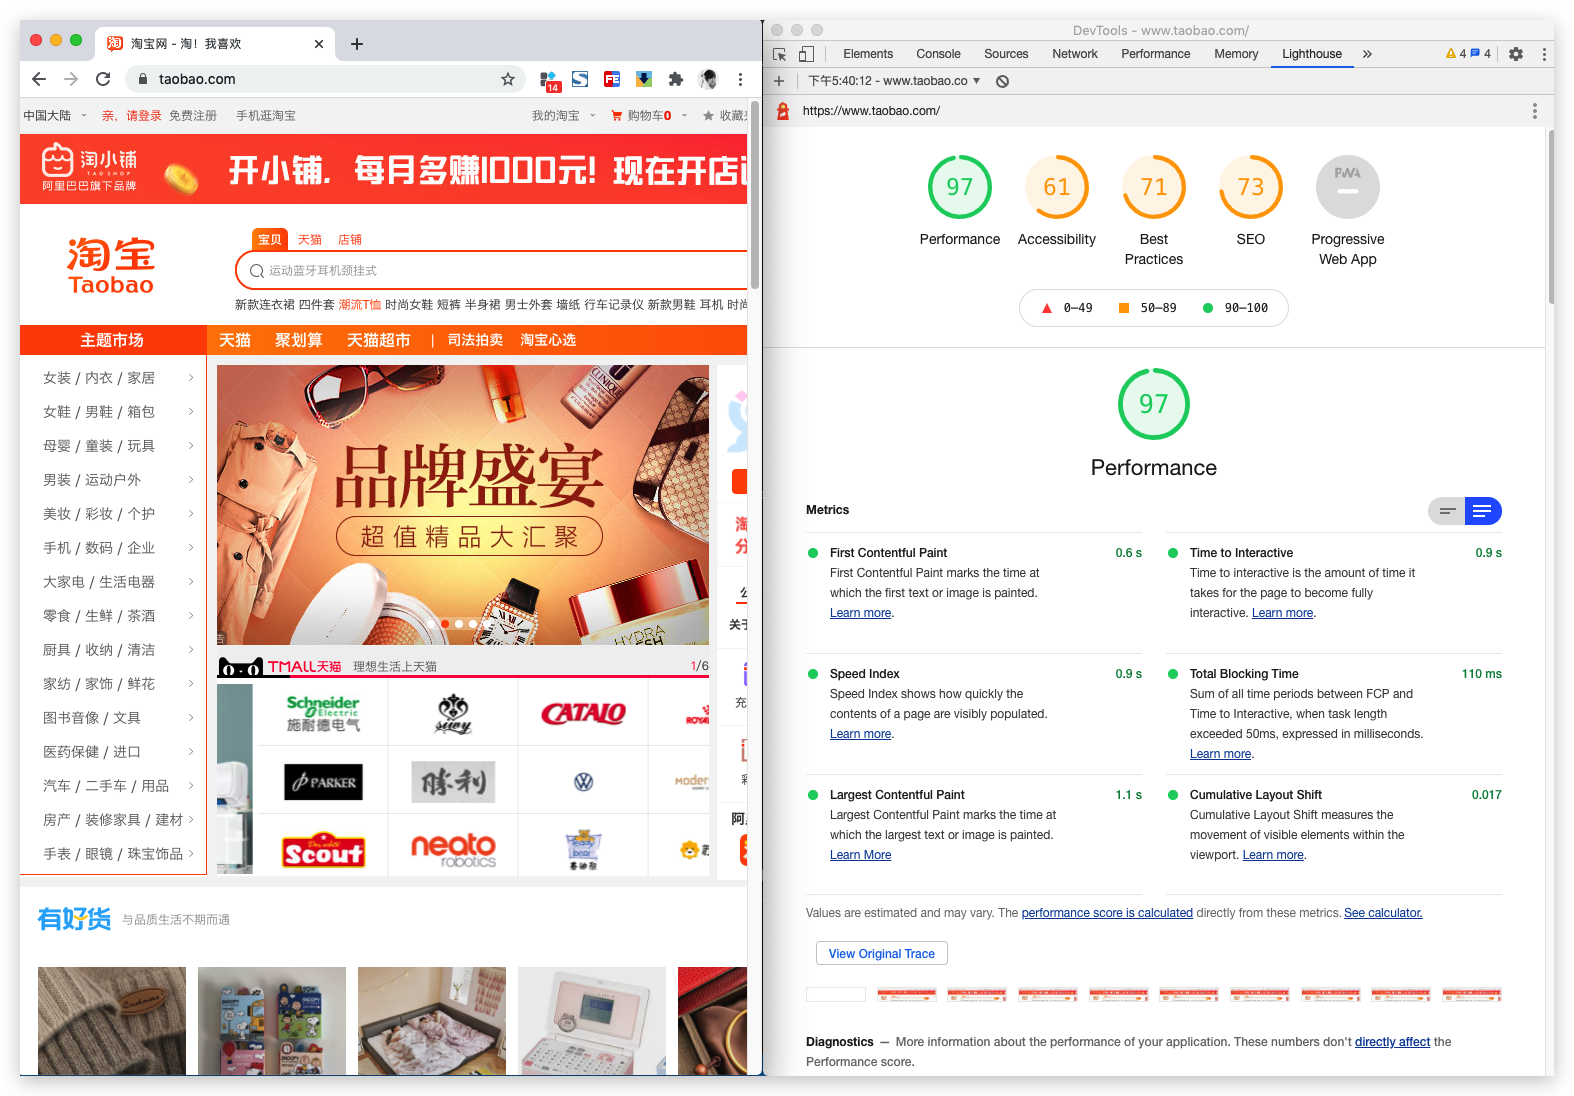 淘宝网 - 淘！我喜欢
taobao.com
14
中国大陆 亲，请登录 免费注册 手机逛淘宝 我的淘宝 购物车0 收藏
淘小铺
TAO SHOP
阿里巴巴旗下品牌
开小铺，每月多赚1000元! 现在开店
淘宝
Taobao
宝贝 天猫 店铺
运动蓝牙耳机颈挂式
新款连衣裙 四件套 潮流T恤 时尚女鞋 短裤 半身裙 男士外套 墙纸 行车记录仪 新款男鞋 耳机 时尚
主题市场 天猫 聚划算 天猫超市 | 司法拍卖 淘宝心选
女装 / 内衣 / 家居
女鞋 / 男鞋 / 箱包
母婴 / 童装 / 玩具
男装 / 运动户外
美妆 / 彩妆 / 个护
手机 / 数码 / 企业
大家电 / 生活电器
零食 / 生鲜 / 茶酒
厨具 / 收纳 / 清洁
家纺 / 家饰 / 鲜花
图书音像 / 文具
医药保健 / 进口
汽车 / 二手车 / 用品
房产 / 装修家具 / 建材
手表 / 眼镜 / 珠宝饰品
CLINIQUE
品牌盛宴
超值精品大汇聚
HYDRA
淘
分
公
关于
充
阿
TMALL天猫 理想生活上天猫 1/6
Schneider
Electric
施耐德电气
CATALO
ROYAL
PARKER
胜利
Modern
Scout
neato
robotics
Teddy
bear
有好货 与品质生活不期而遇
DevTools - www.taobao.com/
Elements Console Sources Network Performance Memory Lighthouse » 4 4
下午5:40:12 - www.taobao.co
https://www.taobao.com/
97 61 71 73 PWA
Performance Accessibility Best Practices SEO Progressive Web App
0–49 50–89 90–100
97
Performance
Metrics
First Contentful Paint 0.6 s
First Contentful Paint marks the time at
which the first text or image is painted.
Learn more.
Time to Interactive 0.9 s
Time to interactive is the amount of time it
takes for the page to become fully
interactive. Learn more.
Speed Index 0.9 s
Speed Index shows how quickly the
contents of a page are visibly populated.
Learn more.
Total Blocking Time 110 ms
Sum of all time periods between FCP and
Time to Interactive, when task length
exceeded 50ms, expressed in milliseconds.
Learn more.
Largest Contentful Paint 1.1 s
Largest Contentful Paint marks the time at
which the largest text or image is painted.
Learn More
Cumulative Layout Shift 0.017
Cumulative Layout Shift measures the
movement of visible elements within the
viewport. Learn more.
Values are estimated and may vary. The performance score is calculated directly from these metrics. See calculator.
View Original Trace
Diagnostics — More information about the performance of your application. These numbers don't directly affect the
Performance score.